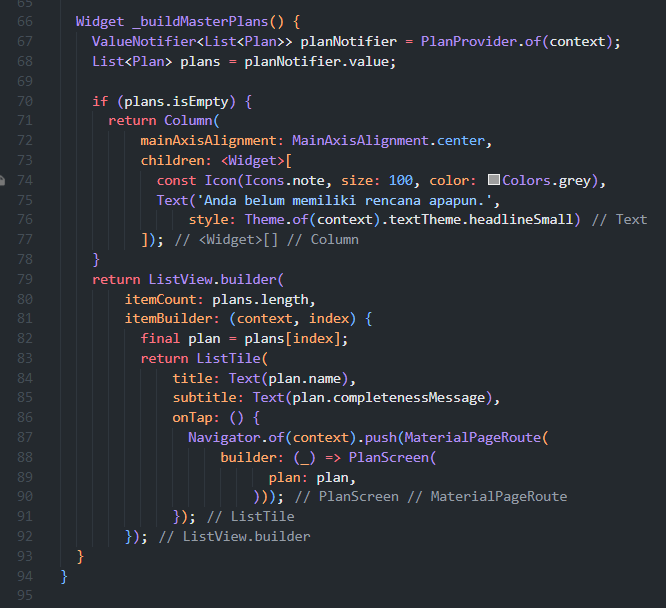 65
66 Widget _buildMasterPlans() {
67 ValueNotifier<List<Plan>> planNotifier = PlanProvider.of(context);
68 List<Plan> plans = planNotifier.value;
69
70 if (plans.isEmpty) {
71 return Column(
72 mainAxisAlignment: MainAxisAlignment.center,
73 children: <Widget>[
74 const Icon(Icons.note, size: 100, color: Colors.grey),
75 Text('Anda belum memiliki rencana apapun.',
76 style: Theme.of(context).textTheme.headlineSmall) // Text
77 ]); // <Widget>[] // Column
78 }
79 return ListView.builder(
80 itemCount: plans.length,
81 itemBuilder: (context, index) {
82 final plan = plans[index];
83 return ListTile(
84 title: Text(plan.name),
85 subtitle: Text(plan.completenessMessage),
86 onTap: () {
87 Navigator.of(context).push(MaterialPageRoute(
88 builder: (_) => PlanScreen(
89 plan: plan,
90 ))); // PlanScreen // MaterialPageRoute
91 }); // ListTile
92 }); // ListView.builder
93 }
94 }
95